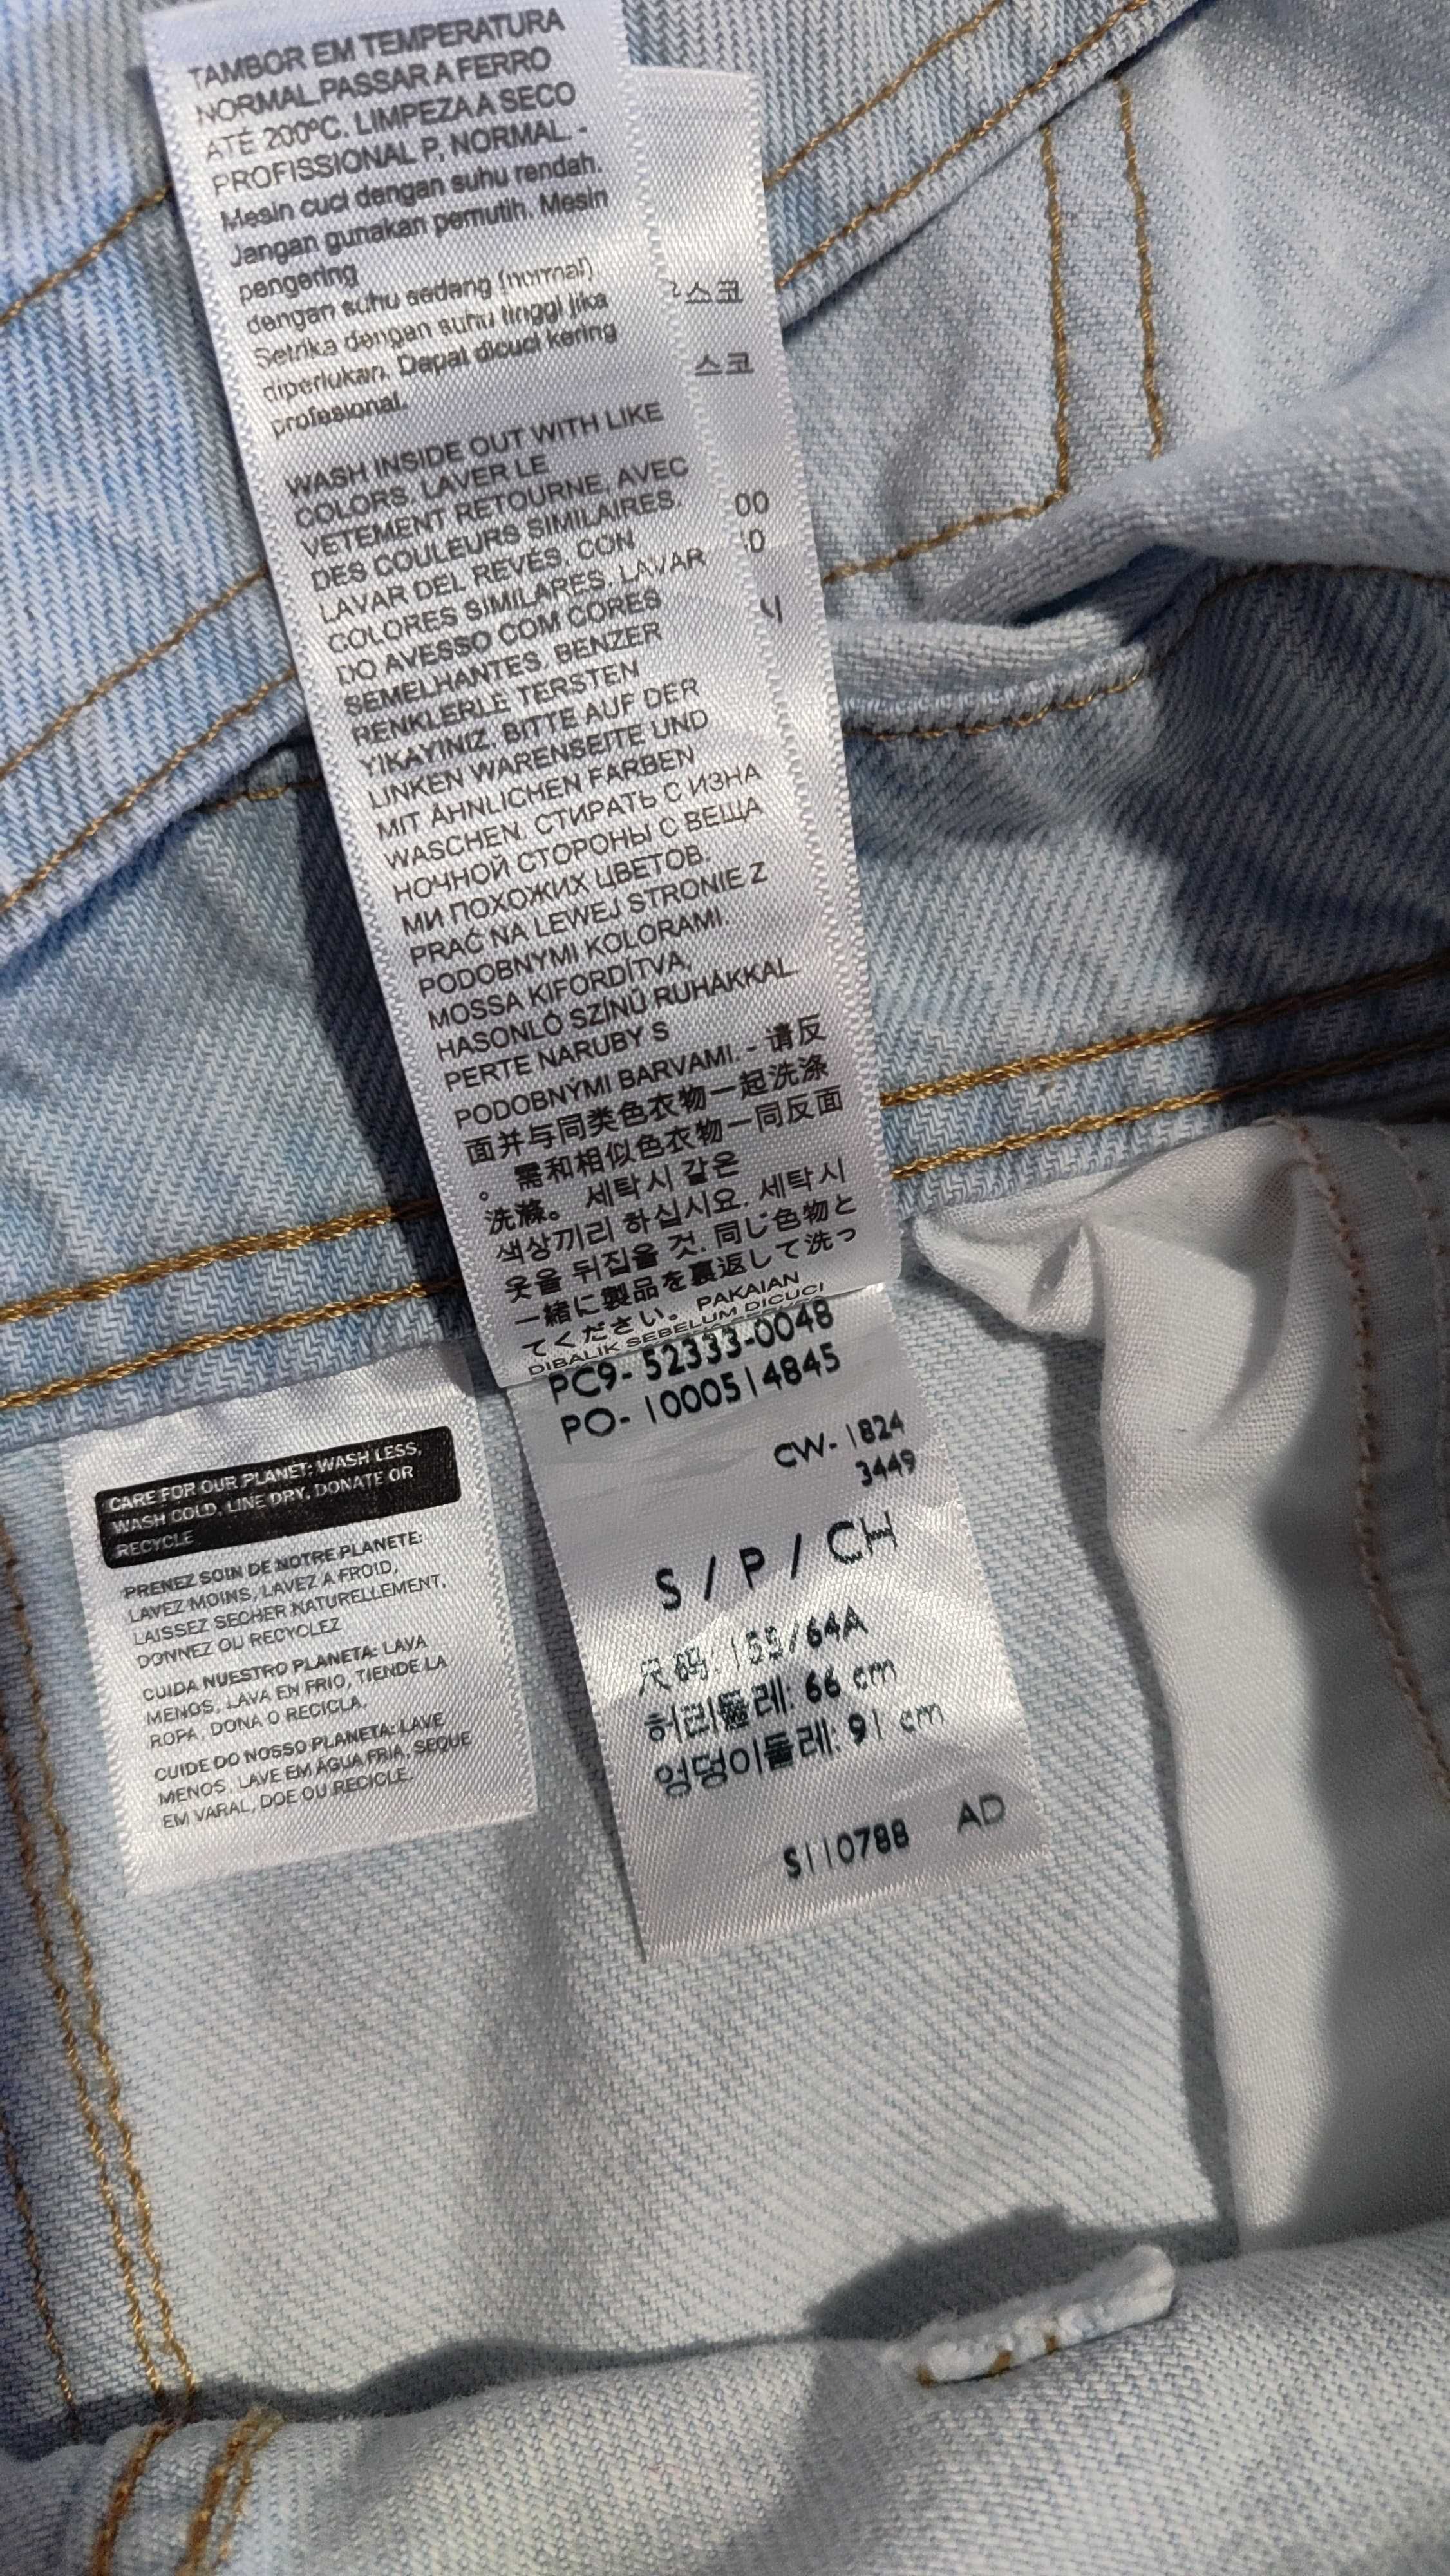 TAMBOR EM TEMPERATURA
NORMAL.PASSAR A FERRO
ATÉ 200ºC. LIMPEZA A SECO
PROFISSIONAL P, NORMAL. -
Mesin cuci dengan suhu rendah.
Jangan gunakan pemutih. Mesin
pengering
dengan suhu sedang (normal)
Setrika dengan suhu tinggi jika
diperlukan. Dapat dicuci kering
profesional.
WASH INSIDE OUT WITH LIKE
COLORS. LAVER LE
VETEMENT RETOURNE, AVEC
DES COULEURS SIMILAIRES.
LAVAR DEL REVÉS, CON
COLORES SIMILARES. LAVAR
DO AVESSO COM CORES
SEMELHANTES. BENZER
RENKLERLE TERSTEN
YIKAYINIZ. BITTE AUF DER
LINKEN WARENSEITE UND
MIT ÄHNLICHEN FARBEN
WASCHEN. СТИРАТЬ С ИЗНА
НОЧНОЙ СТОРОНЫ С ВЕЩА
МИ ПОХОЖИХ ЦВЕТОВ.
PRAĆ NA LEWEJ STRONIE Z
PODOBNYMI KOLORAMI.
MOSSA KIFORDÍTVA,
HASONLÓ SZÍNŰ RUHÁKKAL.
PERTE NARUBY S
PODOBNÝMI BARVAMI. - 请反
面并与同类色衣物一起洗涤
。 需和相似色衣物一同反面
洗滌。 세탁시 같은
색상끼리 하십시요. 세탁시
옷을 뒤집을 것. 同じ色物と
一緒に製品を裏返して洗っ
てください。 PAKAIAN
DIBALIK SEBELUM DICUCI
스코
스코
00
0
PC9- 52333-0048
PO- 1000514845
CW- 1824
3449
S / P / CH
尺码: 155/64A
허리둘레: 66 cm
엉덩이둘레: 91 cm
S110788 AD
CARE FOR OUR PLANET: WASH LESS,
WASH COLD, LINE DRY, DONATE OR
RECYCLE
PRENEZ SOIN DE NOTRE PLANETE:
LAVEZ MOINS, LAVEZ A FROID,
LAISSEZ SECHER NATURELLEMENT,
DONNEZ OU RECYCLEZ
CUIDA NUESTRO PLANETA: LAVA
MENOS, LAVA EN FRIO, TIENDE LA
ROPA, DONA O RECICLA.
CUIDE DO NOSSO PLANETA: LAVE
MENOS, LAVE EM ÁGUA FRIA, SEQUE
EM VARAL, DOE OU RECICLE.